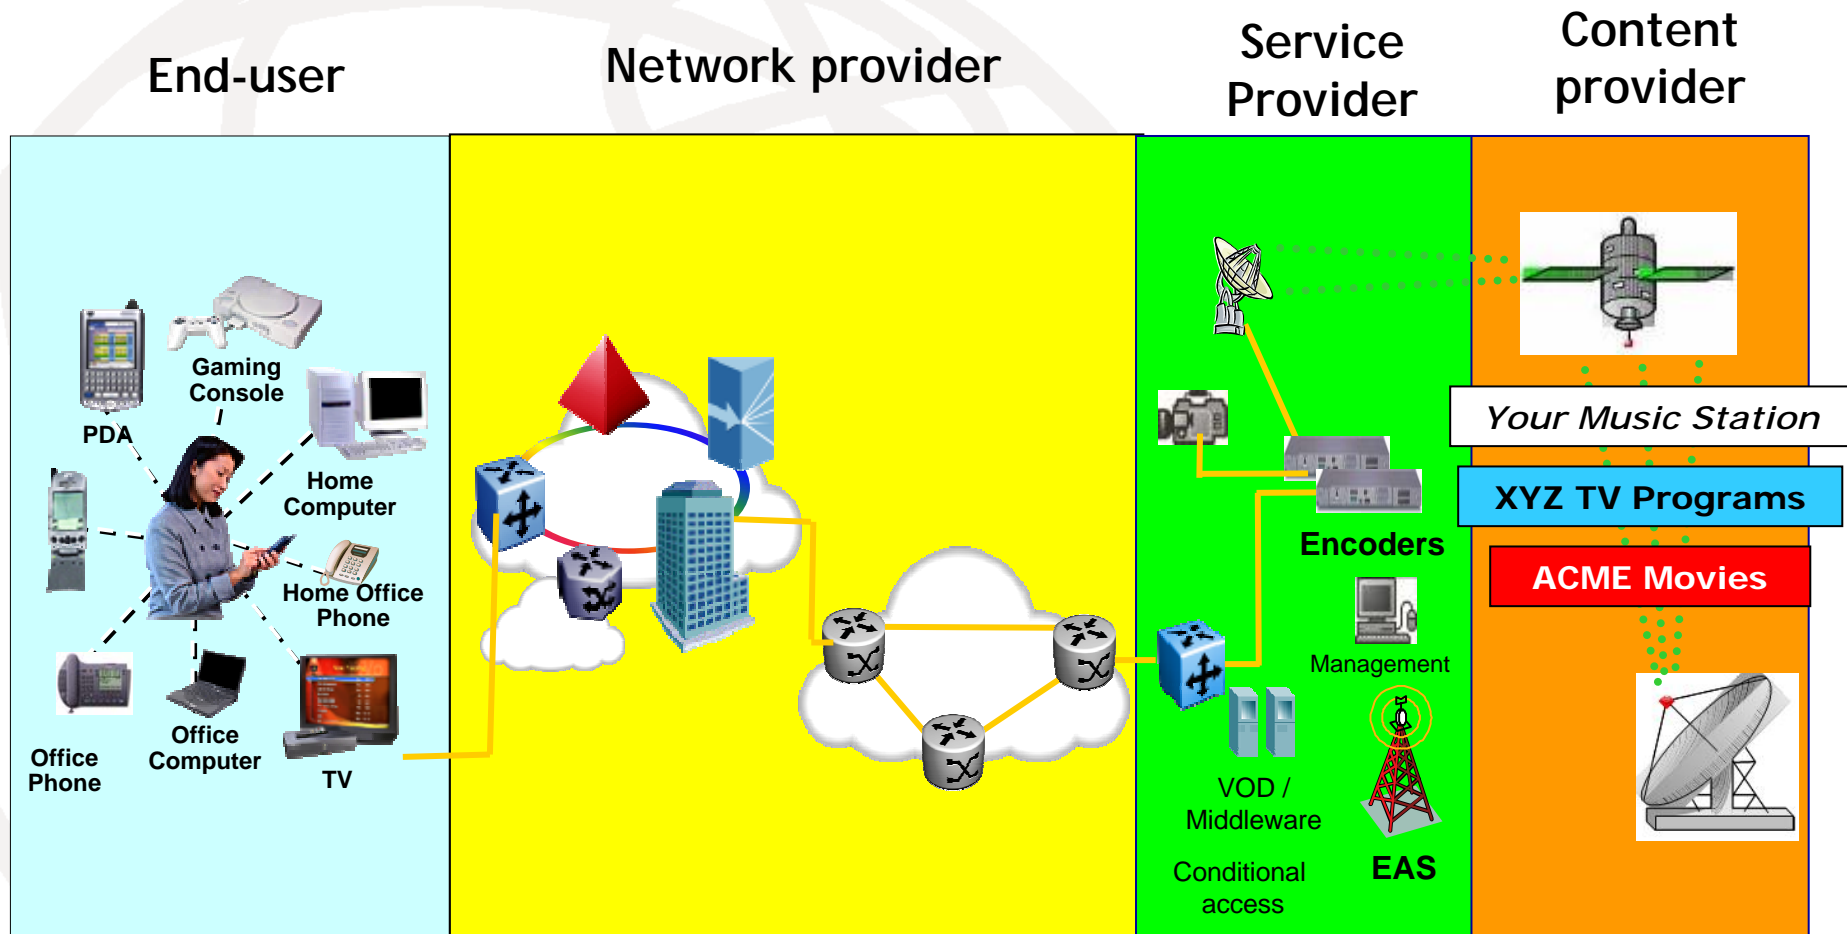 End-user
Network provider
Service
Provider
Content
provider
Gaming
Console
PDA
Home
Computer
Home Office
Phone
Office
Phone
Office
Computer
TV
Encoders
Management
VOD /
Middleware
Conditional
access
EAS
Your Music Station
XYZ TV Programs
ACME Movies